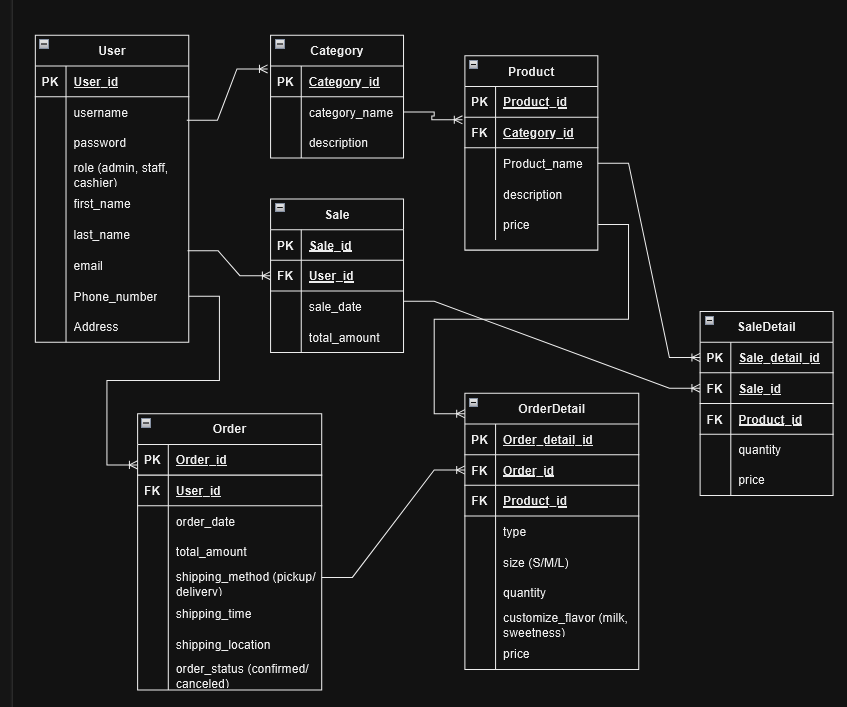 User
PK User_id
username
password
role (admin, staff,
cashier)
first_name
last_name
email
Phone_number
Address
Category
PK Category_id
category_name
description
Product
PK Product_id
FK Category_id
Product_name
description
price
Sale
PK Sale_id
FK User_id
sale_date
total_amount
SaleDetail
PK Sale_detail_id
FK Sale_id
FK Product_id
quantity
price
Order
PK Order_id
FK User_id
order_date
total_amount
shipping_method (pickup/
delivery)
shipping_time
shipping_location
order_status (confirmed/
canceled)
OrderDetail
PK Order_detail_id
FK Order_id
FK Product_id
type
size (S/M/L)
quantity
customize_flavor (milk,
sweetness)
price